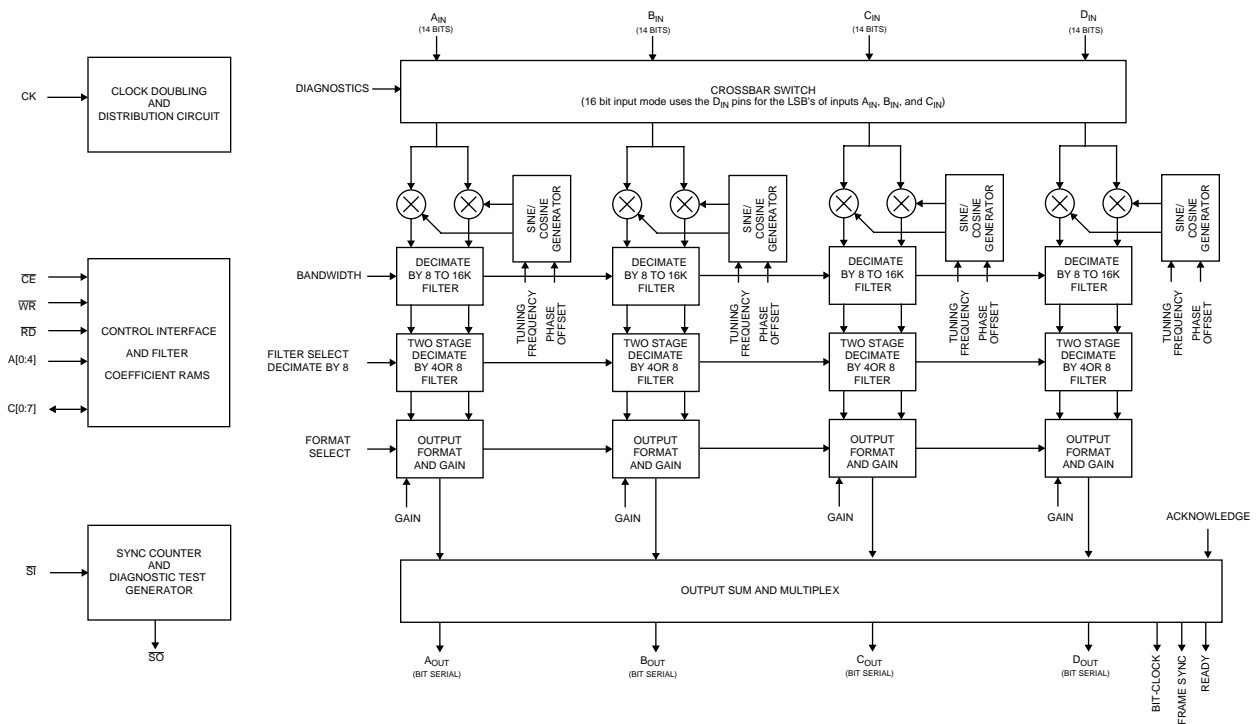 A_IN
(14 BITS)
B_IN
(14 BITS)
C_IN
(14 BITS)
D_IN
(14 BITS)
CK
CLOCK DOUBLING
AND
DISTRIBUTION CIRCUIT
DIAGNOSTICS
CROSSBAR SWITCH
(16 bit input mode uses the D_IN pins for the LSB's of inputs A_IN, B_IN, and C_IN)
SINE/
COSINE
GENERATOR
SINE/
COSINE
GENERATOR
SINE/
COSINE
GENERATOR
SINE/
COSINE
GENERATOR
CE
WR
RD
A[0:4]
C[0:7]
CONTROL INTERFACE
AND FILTER
COEFFICIENT RAMS
BANDWIDTH
DECIMATE
BY 8 TO 16K
FILTER
DECIMATE
BY 8 TO 16K
FILTER
DECIMATE
BY 8 TO 16K
FILTER
DECIMATE
BY 8 TO 16K
FILTER
TUNING
FREQUENCY
PHASE
OFFSET
TUNING
FREQUENCY
PHASE
OFFSET
TUNING
FREQUENCY
PHASE
OFFSET
TUNING
FREQUENCY
PHASE
OFFSET
FILTER SELECT
DECIMATE BY 8
TWO STAGE
DECIMATE
BY 4OR 8
FILTER
TWO STAGE
DECIMATE
BY 4OR 8
FILTER
TWO STAGE
DECIMATE
BY 4OR 8
FILTER
TWO STAGE
DECIMATE
BY 4OR 8
FILTER
FORMAT
SELECT
OUTPUT
FORMAT
AND GAIN
OUTPUT
FORMAT
AND GAIN
OUTPUT
FORMAT
AND GAIN
OUTPUT
FORMAT
AND GAIN
GAIN
GAIN
GAIN
GAIN
ACKNOWLEDGE
SI
SYNC COUNTER
AND
DIAGNOSTIC TEST
GENERATOR
SO
OUTPUT SUM AND MULTIPLEX
A_OUT
(BIT SERIAL)
B_OUT
(BIT SERIAL)
C_OUT
(BIT SERIAL)
D_OUT
(BIT SERIAL)
BIT-CLOCK
FRAME SYNC
READY